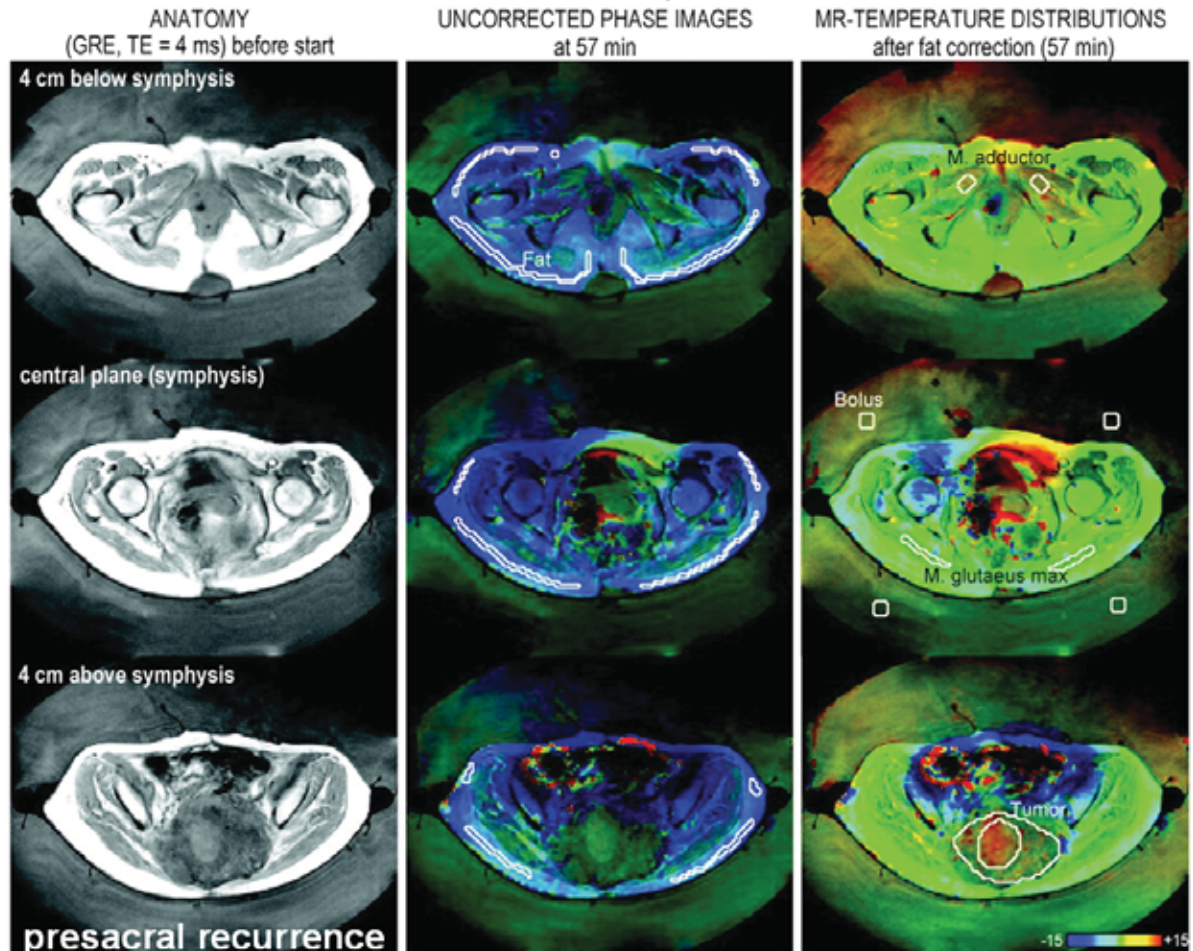 ANATOMY
(GRE, TE = 4 ms) before start
UNCORRECTED PHASE IMAGES
at 57 min
MR-TEMPERATURE DISTRIBUTIONS
after fat correction (57 min)
4 cm below symphysis
Fat
M. adductor
central plane (symphysis)
Bolus
M. glutaeus max
4 cm above symphysis
Tumor
presacral recurrence
-15 +15